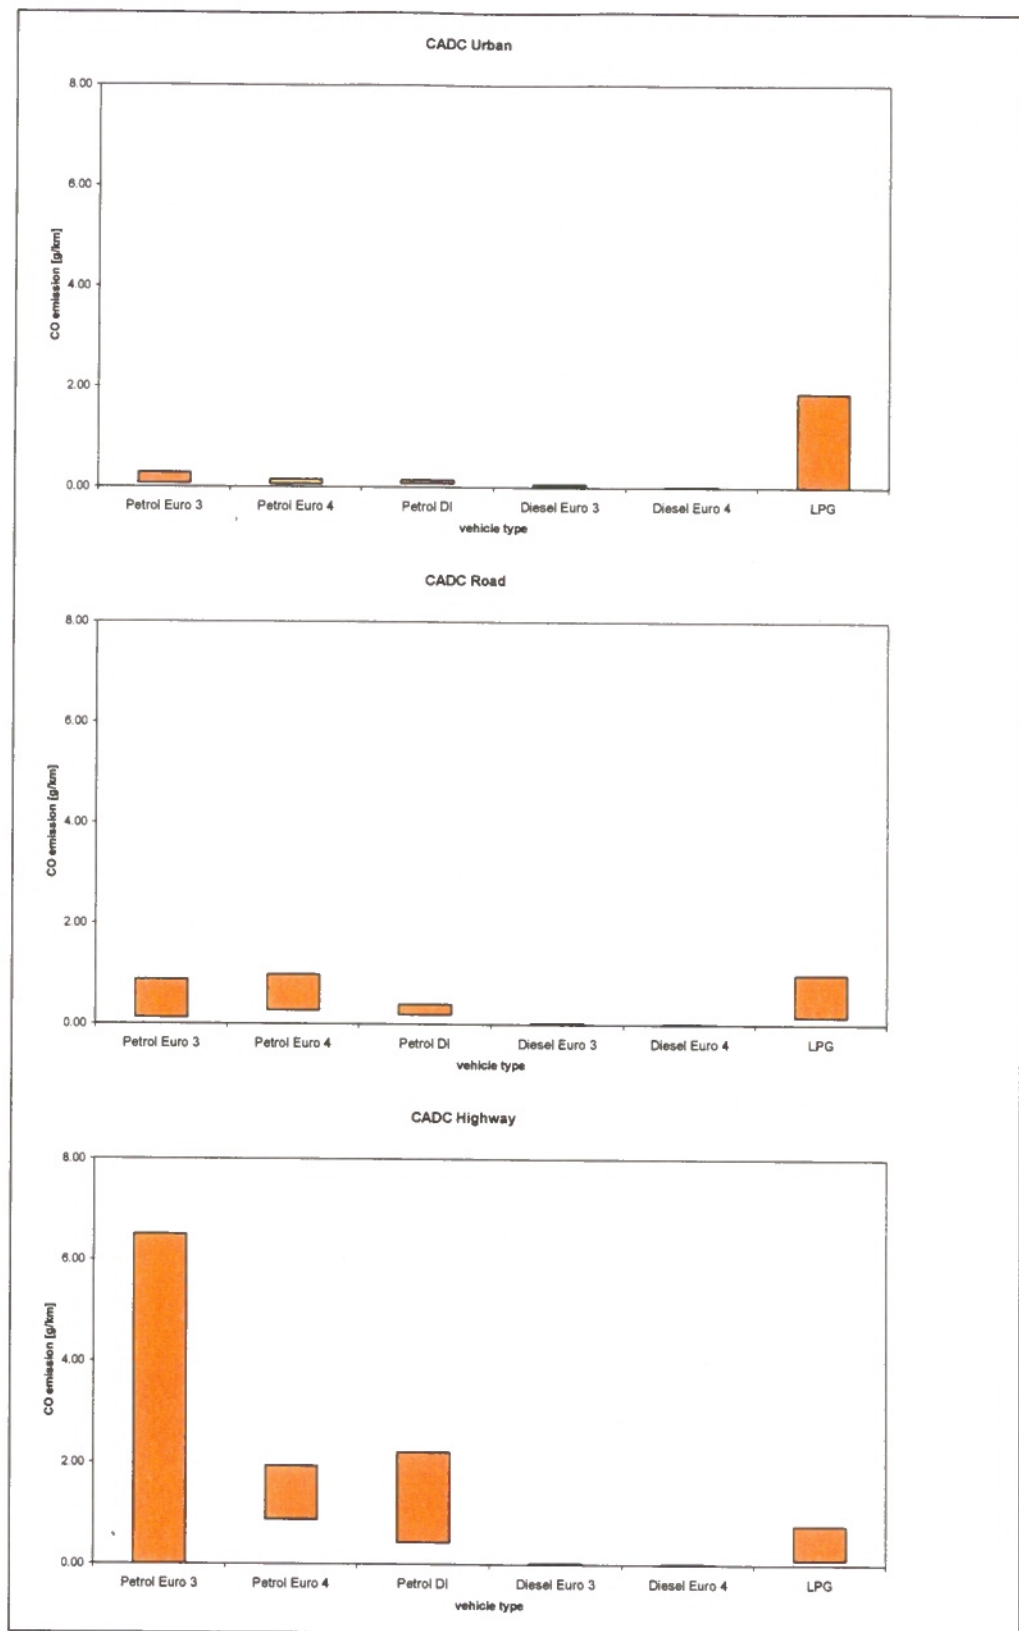 CADC Urban
8.00
6.00
4.00
2.00
0.00
CO emission [g/km]
Petrol Euro 3 Petrol Euro 4 Petrol DI Diesel Euro 3 Diesel Euro 4 LPG
vehicle type
CADC Road
8.00
6.00
4.00
2.00
0.00
CO emission [g/km]
Petrol Euro 3 Petrol Euro 4 Petrol DI Diesel Euro 3 Diesel Euro 4 LPG
vehicle type
CADC Highway
8.00
6.00
4.00
2.00
0.00
CO emission [g/km]
Petrol Euro 3 Petrol Euro 4 Petrol DI Diesel Euro 3 Diesel Euro 4 LPG
vehicle type